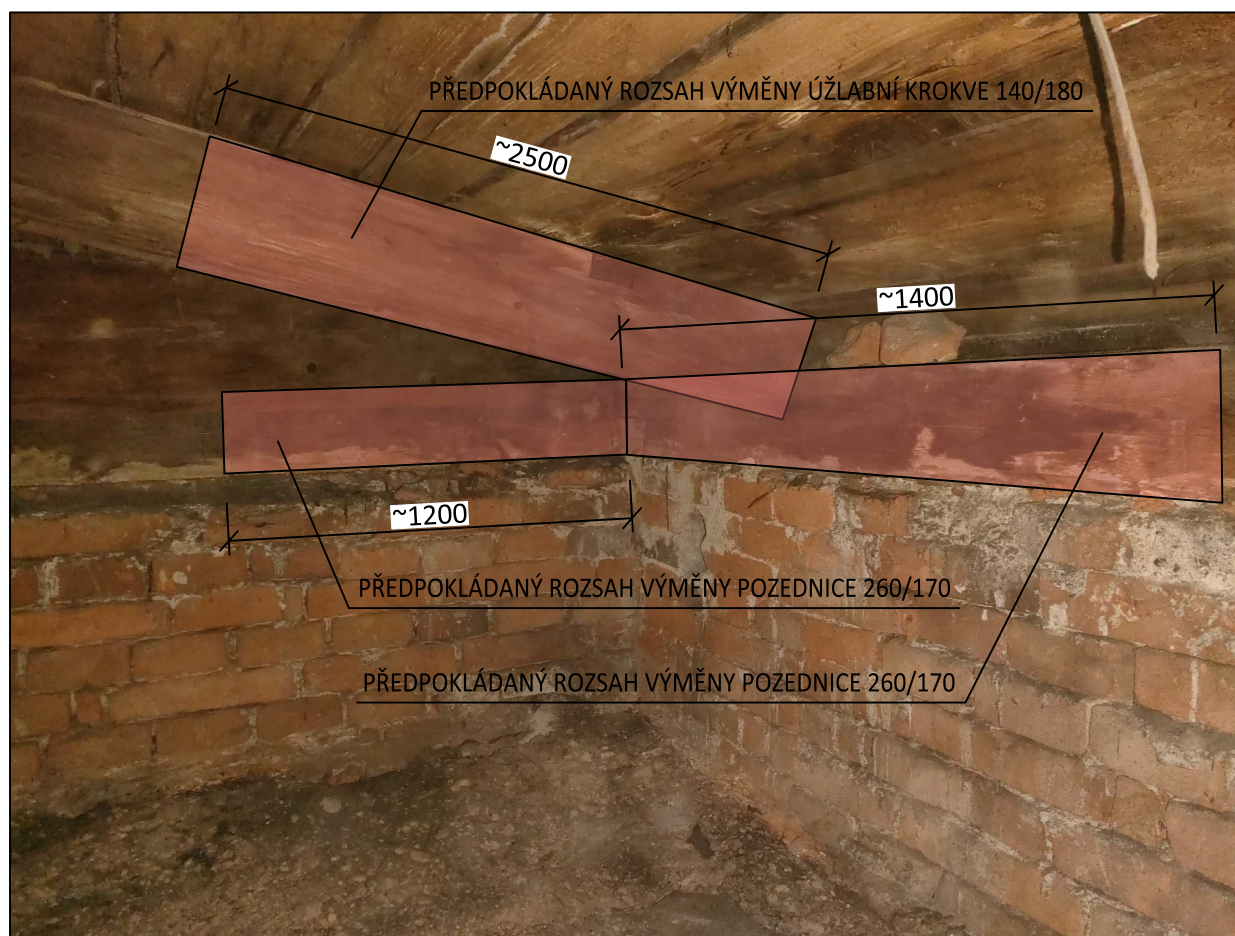 PŘEDPOKLÁDANÝ ROZSAH VÝMĚNY ÚŽLABNÍ KROKVE 140/180
~2500
~1400
~1200
PŘEDPOKLÁDANÝ ROZSAH VÝMĚNY POZEDNICE 260/170
PŘEDPOKLÁDANÝ ROZSAH VÝMĚNY POZEDNICE 260/170